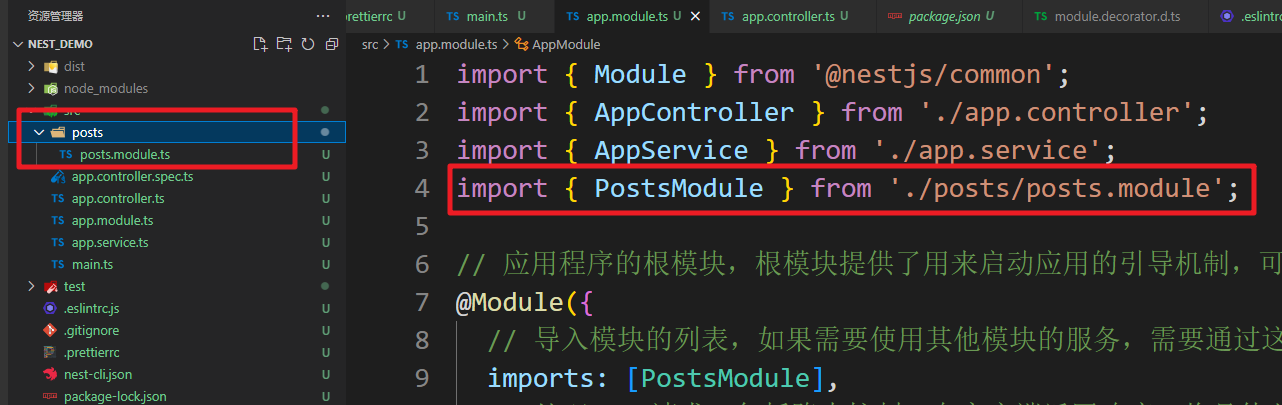 资源管理器
NEST_DEMO
dist
node_modules
src
posts
posts.module.ts U
app.controller.spec.ts U
app.controller.ts U
app.module.ts U
app.service.ts U
main.ts U
test
.eslintrc.js U
.gitignore U
.prettierrc U
nest-cli.json U
package-lock.json U
prettierrc U
TS main.ts U
TS app.module.ts U
TS app.controller.ts U
package.json U
TS module.decorator.d.ts
.eslintrc
src > TS app.module.ts > AppModule
1 import { Module } from '@nestjs/common';
2 import { AppController } from './app.controller';
3 import { AppService } from './app.service';
4 import { PostsModule } from './posts/posts.module';
5
6 // 应用程序的根模块，根模块提供了用来启动应用的引导机制，可
7 @Module({
8 // 导入模块的列表，如果需要使用其他模块的服务，需要通过这
9 imports: [PostsModule],